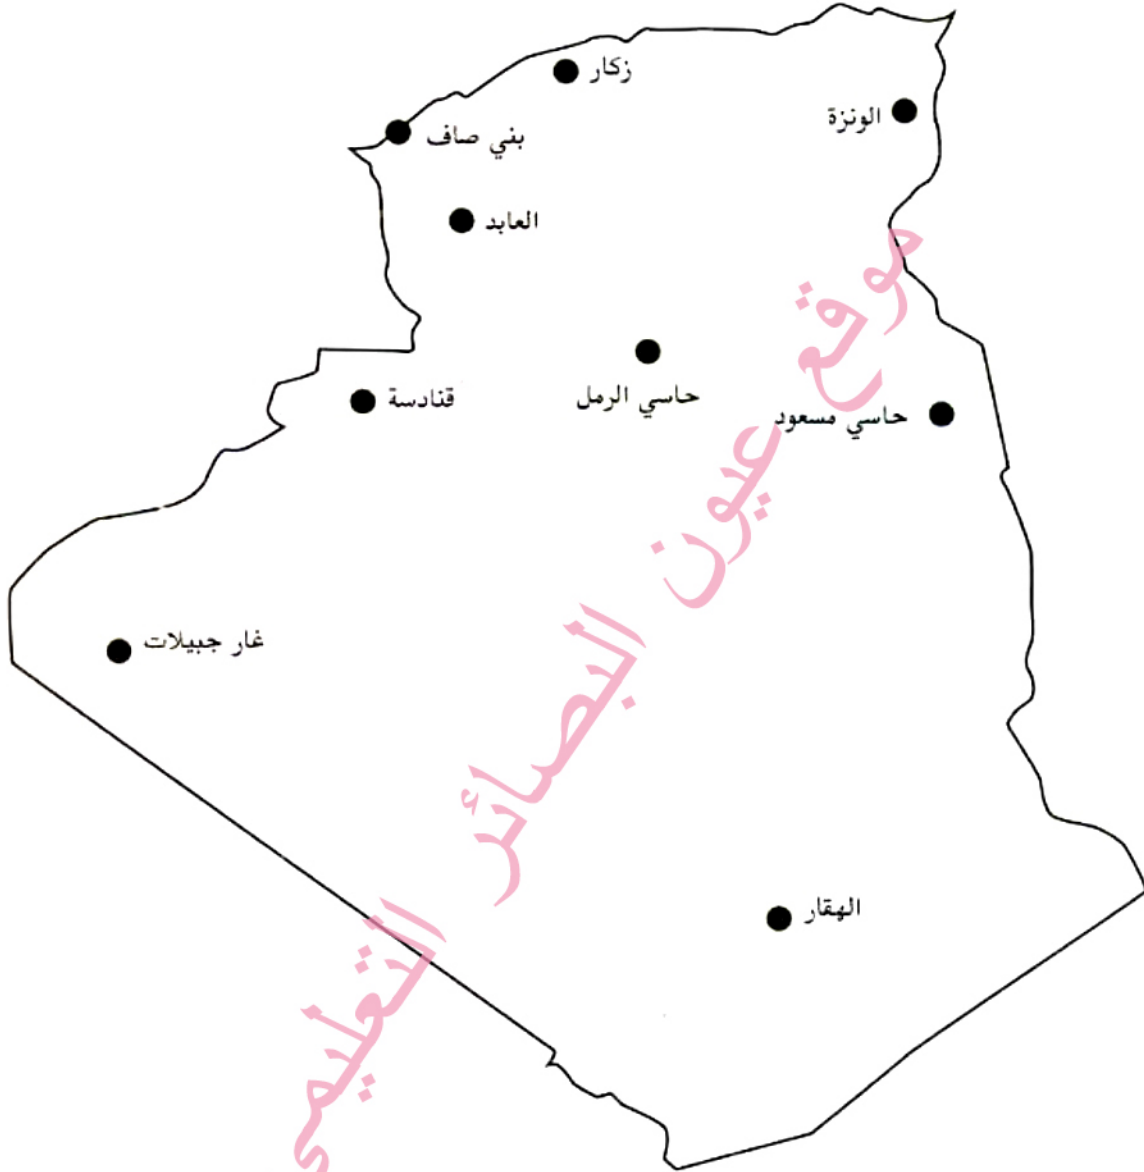 زكار
الونزة
بني صاف
العابد
حاسي الرمل
قنادسة
حاسي مسعود
غار جبيلات
الهقار
موقع عيون البصائر التعليمي